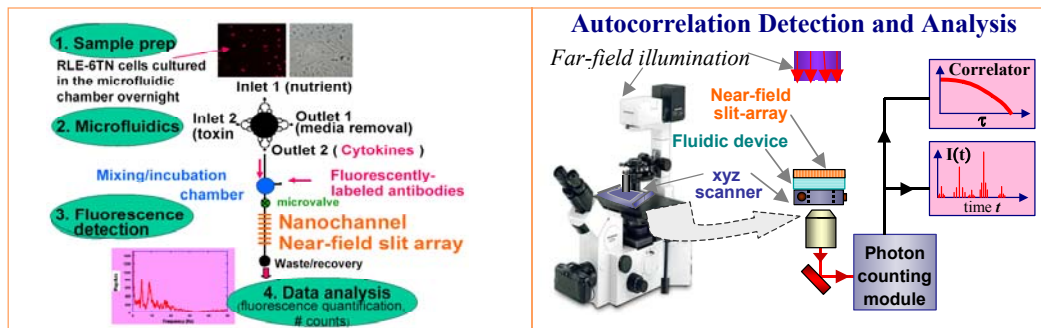 1. Sample prep
RLE-6TN cells cultured
in the microfluidic
chamber overnight
Inlet 1 (nutrient)
2. Microfluidics
Inlet 2
(toxin
Outlet 1
(media removal)
Outlet 2 (Cytokines )
Mixing/incubation
chamber
Fluorescently-
labeled antibodies
microvalve
3. Fluorescence
detection
Nanochannel
Near-field slit array
Waste/recovery
4. Data analysis
(fluorescence quantification,
# counts)
Frequency (Hz)
Autocorrelation Detection and Analysis
Far-field illumination
Near-field
slit-array
Fluidic device
xyz
scanner
Correlator
τ
I(t)
time t
Photon
counting
module